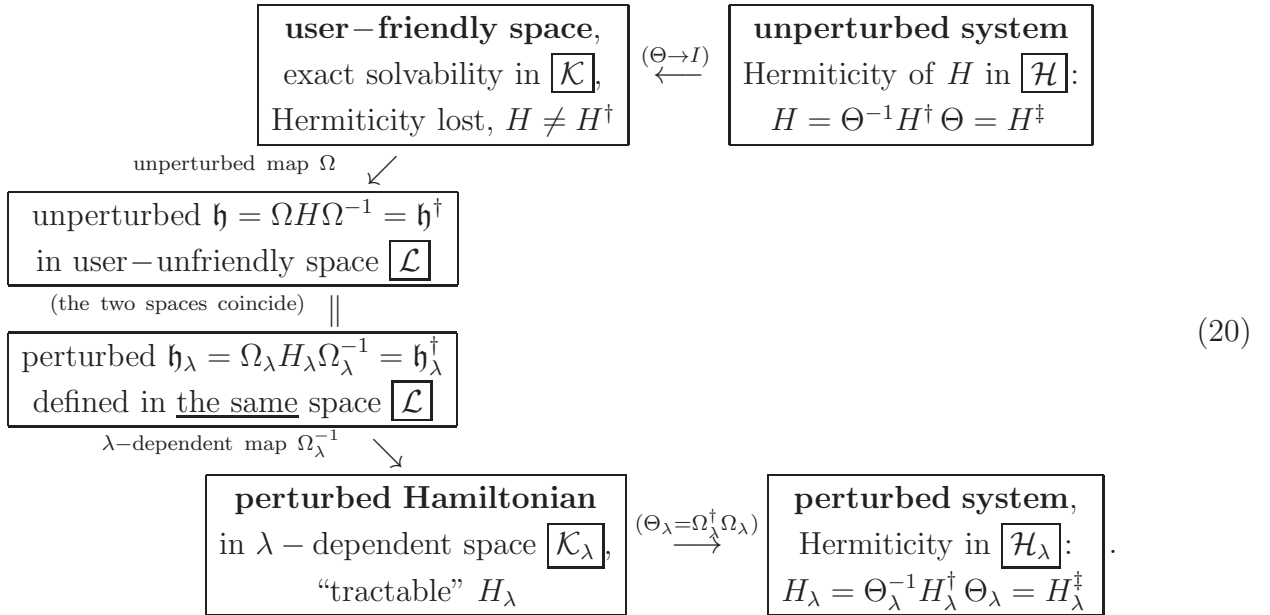 user−friendly space,
exact solvability in 𝒦,
Hermiticity lost, H ≠ H†
(Θ→I)
⟵
unperturbed system
Hermiticity of H in ℋ:
H = Θ⁻¹H† Θ = H‡
unperturbed map Ω ↙
unperturbed 𝔥 = ΩHΩ⁻¹ = 𝔥†
in user−unfriendly space ℒ
(the two spaces coincide) ∥
(20)
perturbed 𝔥_λ = Ω_λ H_λ Ω_λ⁻¹ = 𝔥_λ†
defined in the same space ℒ
λ−dependent map Ω_λ⁻¹ ↘
perturbed Hamiltonian
in λ − dependent space 𝒦_λ,
“tractable” H_λ
(Θ_λ=Ω_λ†Ω_λ)
⟶
perturbed system,
Hermiticity in ℋ_λ:
H_λ = Θ_λ⁻¹H_λ† Θ_λ = H_λ‡
.